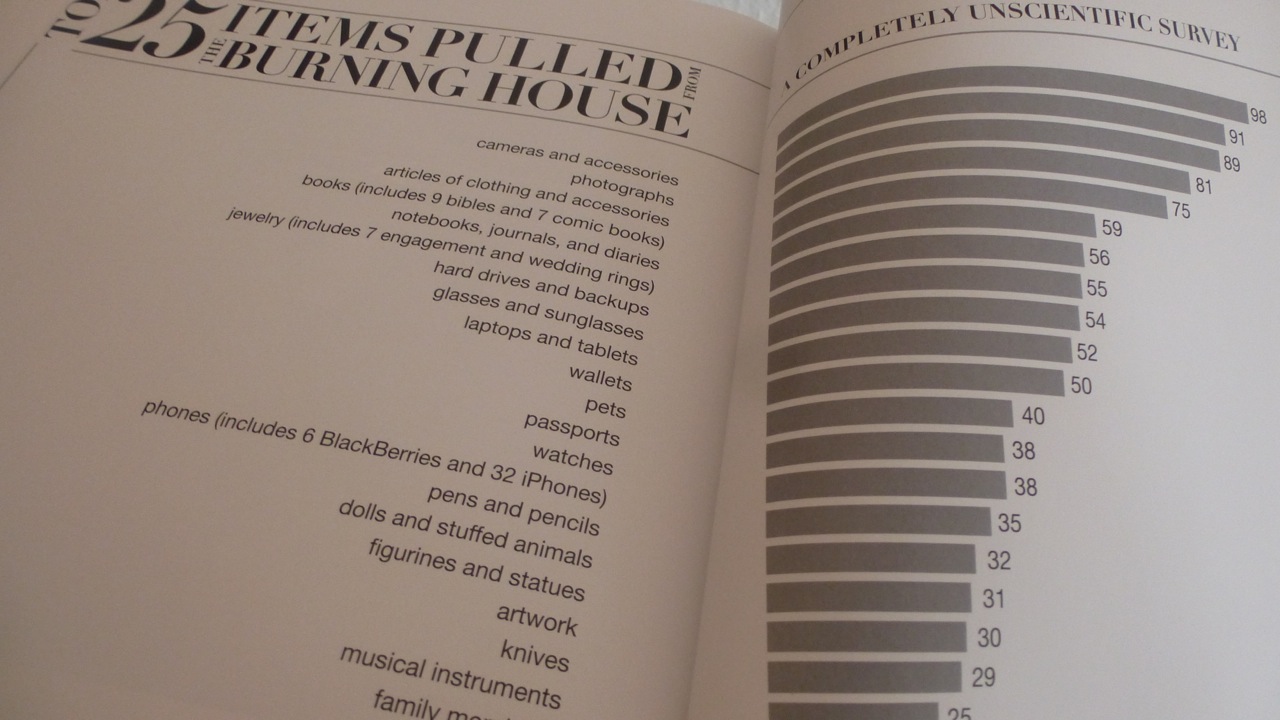 TOP 25 ITEMS PULLED FROM
THE BURNING HOUSE
cameras and accessories
photographs
articles of clothing and accessories
books (includes 9 bibles and 7 comic books)
notebooks, journals, and diaries
jewelry (includes 7 engagement and wedding rings)
hard drives and backups
glasses and sunglasses
laptops and tablets
wallets
pets
passports
watches
phones (includes 6 BlackBerries and 32 iPhones)
pens and pencils
dolls and stuffed animals
figurines and statues
artwork
knives
musical instruments
family
A COMPLETELY UNSCIENTIFIC SURVEY
98
91
89
81
75
59
56
55
54
52
50
40
38
38
35
32
31
30
29
25